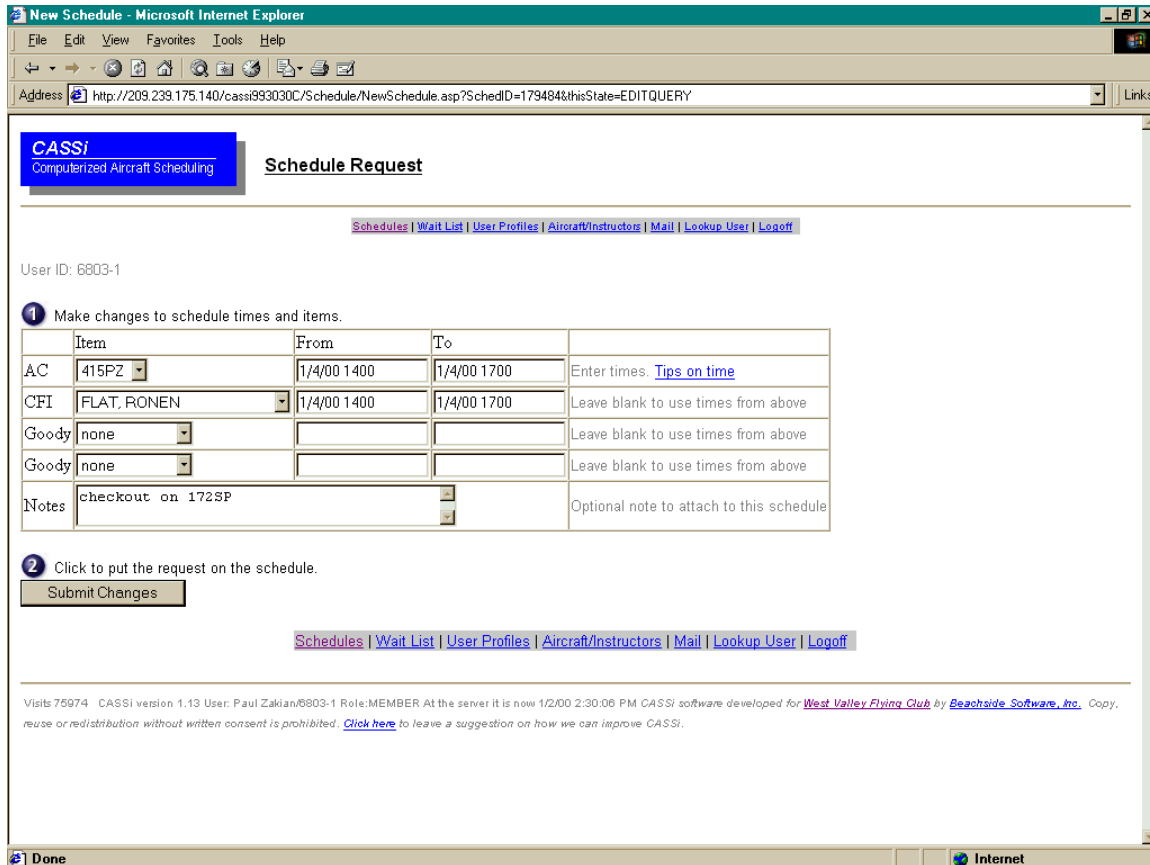 New Schedule - Microsoft Internet Explorer
File Edit View Favorites Tools Help
Address http://209.239.175.140/cassi993030C/Schedule/NewSchedule.asp?SchedID=179484&thisState=EDITQUERY Links
CASSi
Computerized Aircraft Scheduling
Schedule Request
Schedules | Wait List | User Profiles | Aircraft/Instructors | Mail | Lookup User | Logoff
User ID: 6803-1
1 Make changes to schedule times and items.
Item From To
AC 415PZ 1/4/00 1400 1/4/00 1700 Enter times. Tips on time
CFI FLAT, RONEN 1/4/00 1400 1/4/00 1700 Leave blank to use times from above
Goody none Leave blank to use times from above
Goody none Leave blank to use times from above
Notes checkout on 172SP Optional note to attach to this schedule
2 Click to put the request on the schedule.
Submit Changes
Schedules | Wait List | User Profiles | Aircraft/Instructors | Mail | Lookup User | Logoff
Visits 75974 CASSi version 1.13 User: Paul Zakian/6803-1 Role:MEMBER At the server it is now 1/2/00 2:30:06 PM CASSi software developed for West Valley Flying Club by Beachside Software, Inc. Copy,
reuse or redistribution without written consent is prohibited. Click here to leave a suggestion on how we can improve CASSi.
Done Internet